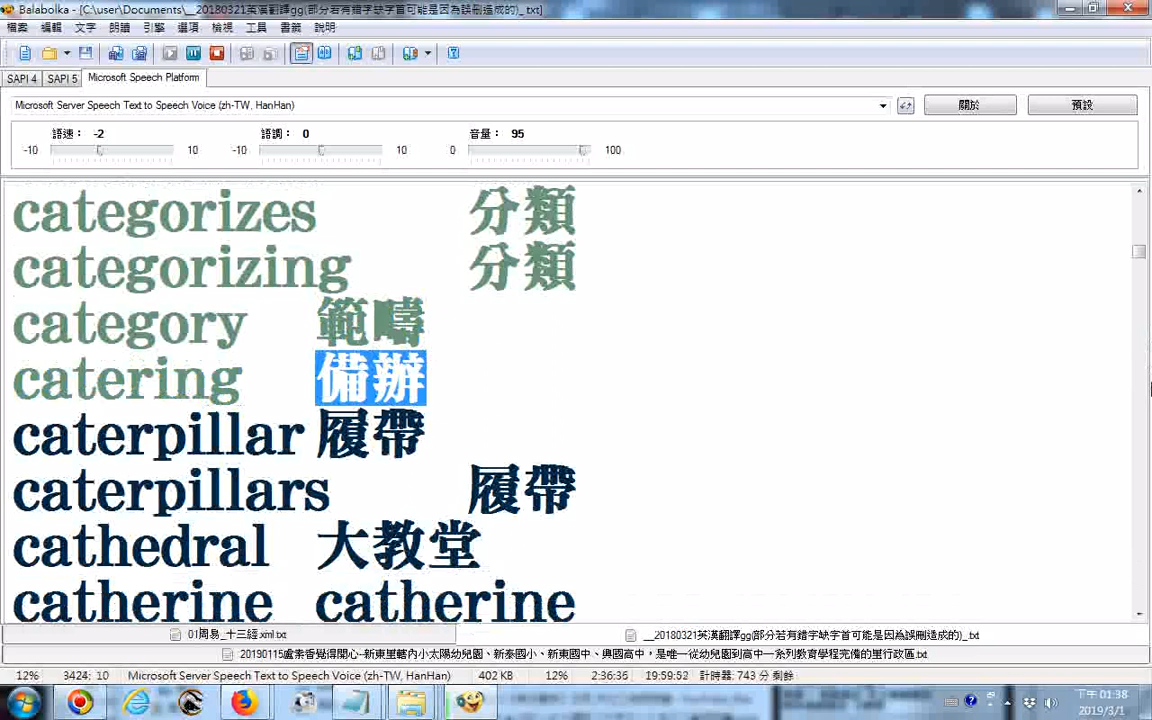 Balabolka - [C:\user\Documents\__20180321英漢翻譯gg(部分若有錯字缺字首可能是因為誤刪造成的)_.txt]
檔案 編輯 文字 朗讀 引擎 選項 檢視 工具 書籤 說明
SAPI 4 SAPI 5 Microsoft Speech Platform
Microsoft Server Speech Text to Speech Voice (zh-TW, HanHan) 關於 預設
語速： -2 語調： 0 音量： 95
-10 10 -10 10 0 100
categorizes 分類
categorizing 分類
category 範疇
catering 備辦
caterpillar 履帶
caterpillars 履帶
cathedral 大教堂
catherine catherine
01周易_十三經.xml.txt __20180321英漢翻譯gg(部分若有錯字缺字首可能是因為誤刪造成的)_.txt
20190115盧素香覺得開心--新東里轄內小太陽幼兒園、新泰國小、新東國中、興國高中，是唯一從幼兒園到高中一系列教育學程完備的里行政區.txt
12% 3424: 10 Microsoft Server Speech Text to Speech Voice (zh-TW, HanHan) 402 KB 12% 2:36:35 19:59:52 計時器: 743 分 剩餘
下午 01:38
2019/3/1